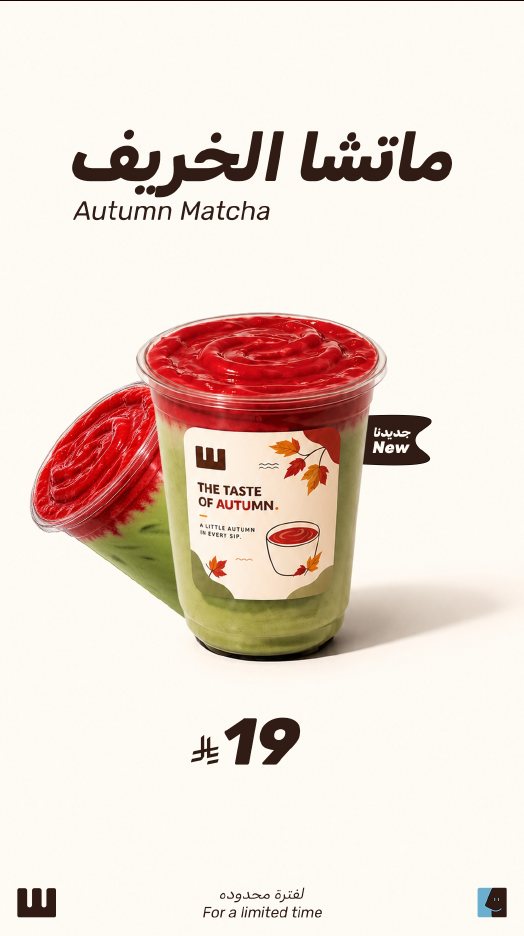 ماتشا الخريف
Autumn Matcha
جديدنا
New
THE TASTE
OF AUTUMN.
A LITTLE AUTUMN
IN EVERY SIP.
19
لفترة محدوده
For a limited time